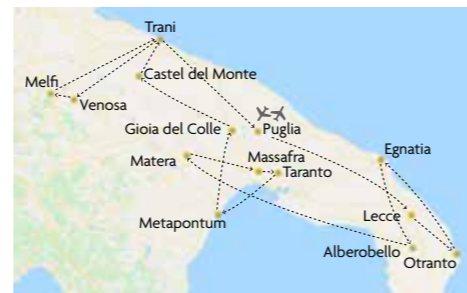 Trani
Castel del Monte
Melfi
Venosa
Gioia del Colle
Puglia
Egnatia
Matera
Massafra
Taranto
Metapontum
Lecce
Alberobello
Otranto